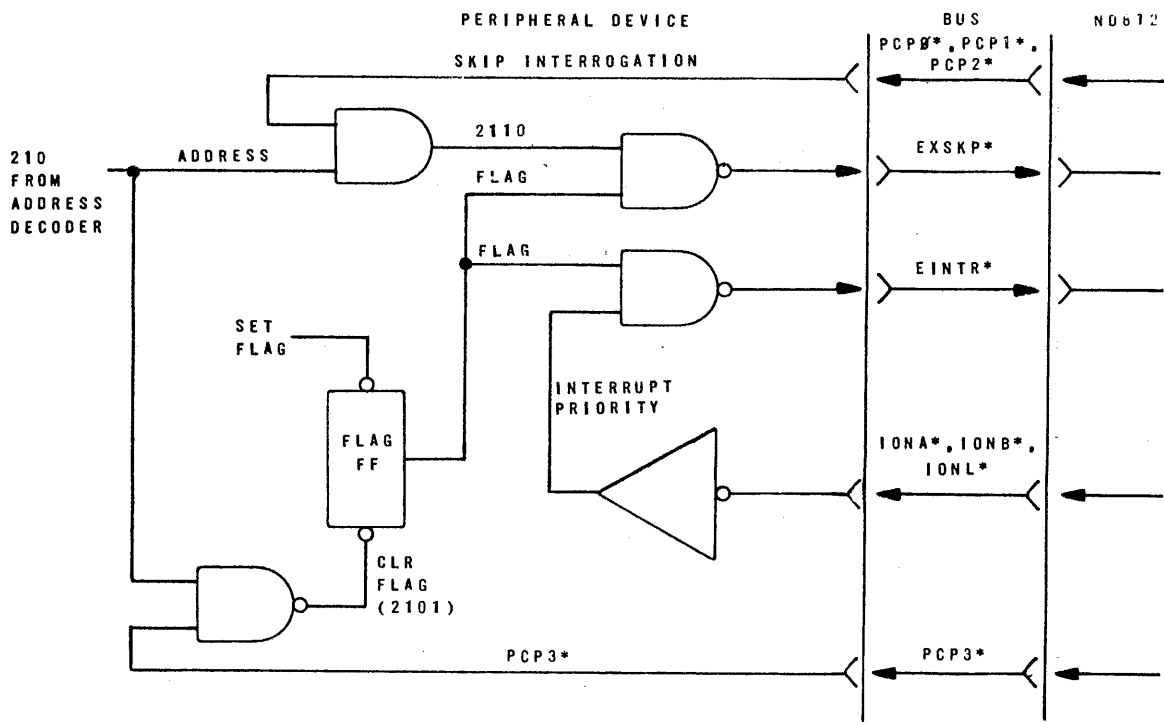 PERIPHERAL DEVICE
BUS
ND812
PCPØ*, PCP1*,
PCP2*
SKIP INTERROGATION
2110
EXSKP*
210
FROM
ADDRESS
DECODER
ADDRESS
FLAG
FLAG
EINTR*
SET
FLAG
INTERRUPT
PRIORITY
FLAG
FF
IONA*, IONB*,
IONL*
CLR
FLAG
(2101)
PCP3*
PCP3*